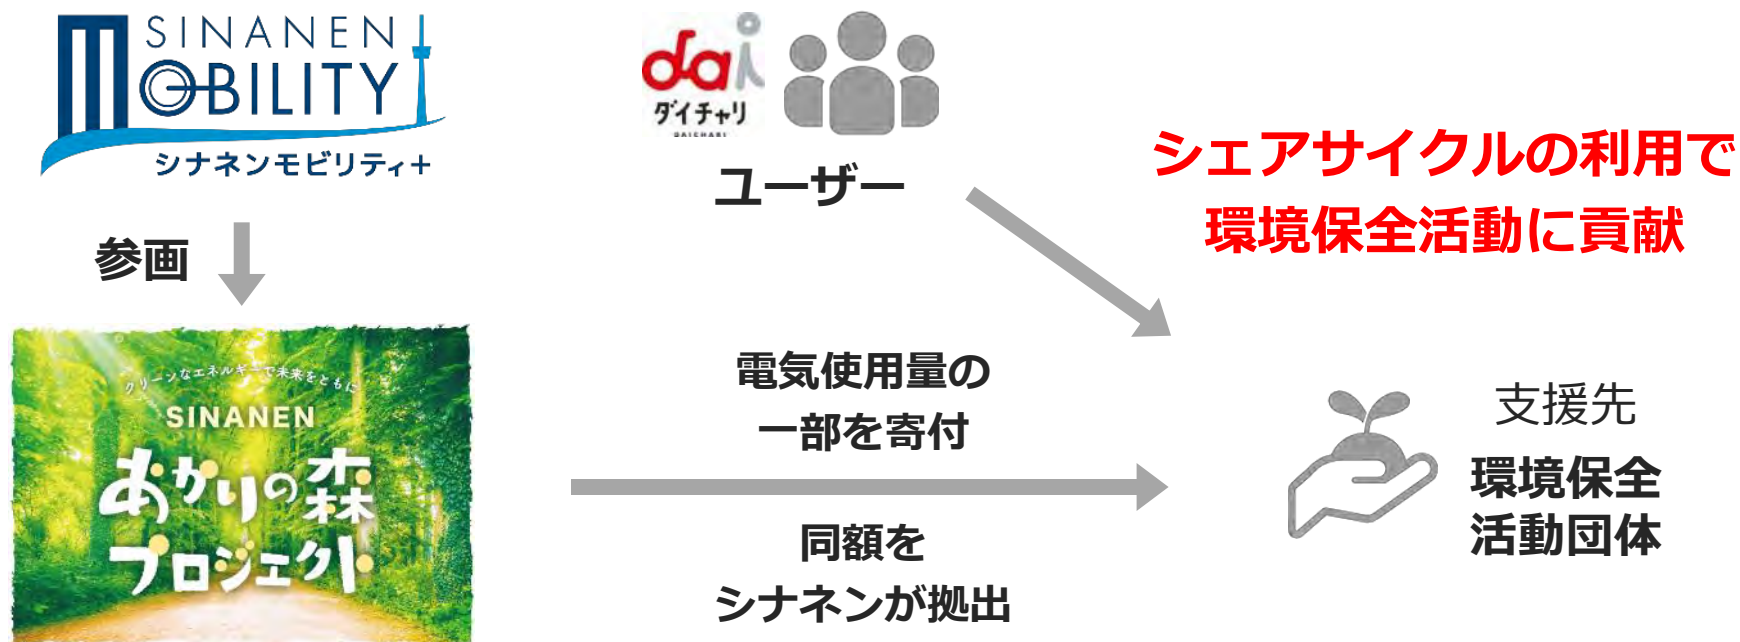 SINANEN
MOBILITY
シナネンモビリティ+
dai
ダイチャリ
DAICHARI
ユーザー
シェアサイクルの利用で
環境保全活動に貢献
参画
クリーンなエネルギーで未来をともに
SINANEN
あかりの森
プロジェクト
電気使用量の
一部を寄付
同額を
シナネンが拠出
支援先
環境保全
活動団体